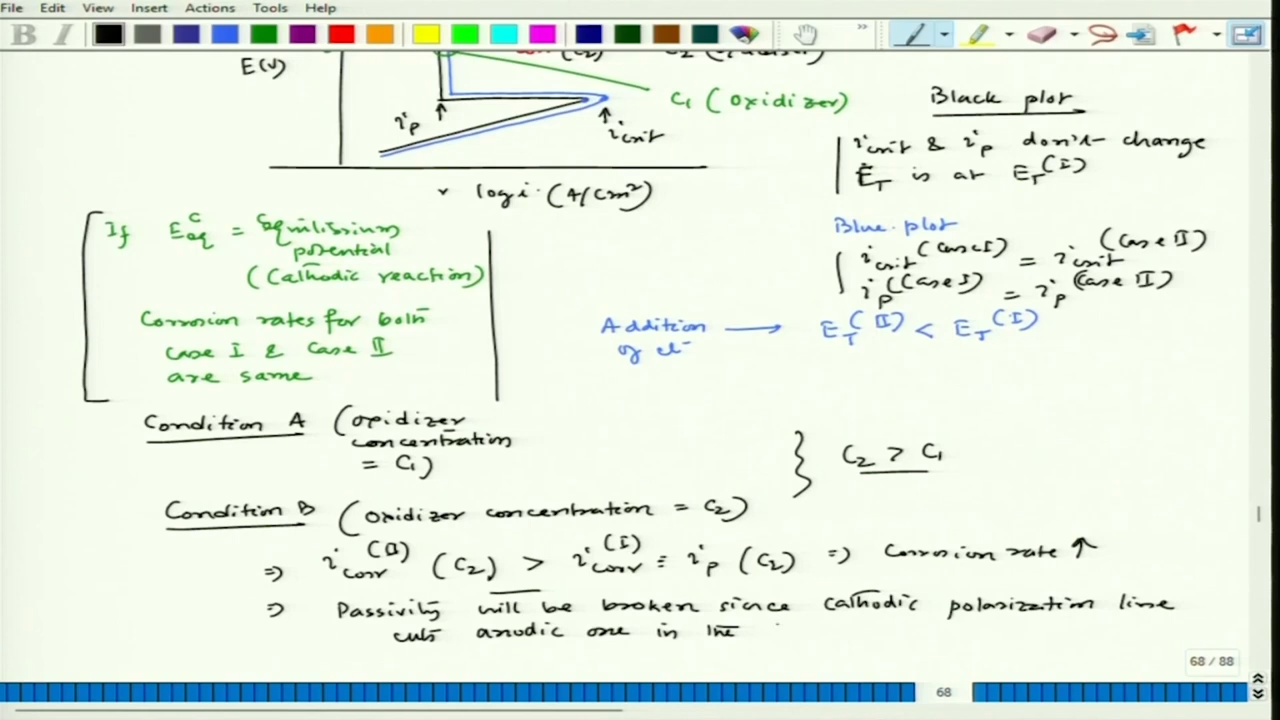 File Edit View Insert Actions Tools Help
B I
E(V)
(C2)
C1 (Oxidizer)
ip
icrit
log i (A/cm²)
Black plot
icrit & ip don't change
ET is at ET(I)
If Eeq^c = Equilibrium
potential
(Cathodic reaction)
Corrosion rates for both
case I & case II
are same
Blue plot
icrit(Case I) = icrit(Case II)
ip(Case I) = ip(Case II)
Addition of cl⁻ → ET(II) < ET(I)
Condition A (Oxidizer
concentration
= C1)
C2 > C1
Condition B (Oxidizer concentration = C2)
⇒ icorr(II) (C2) > icorr(I) = ip (C2) ⇒ Corrosion rate ↑
⇒ Passivity will be broken since cathodic polarization line
cuts anodic one in the
68 / 88
68